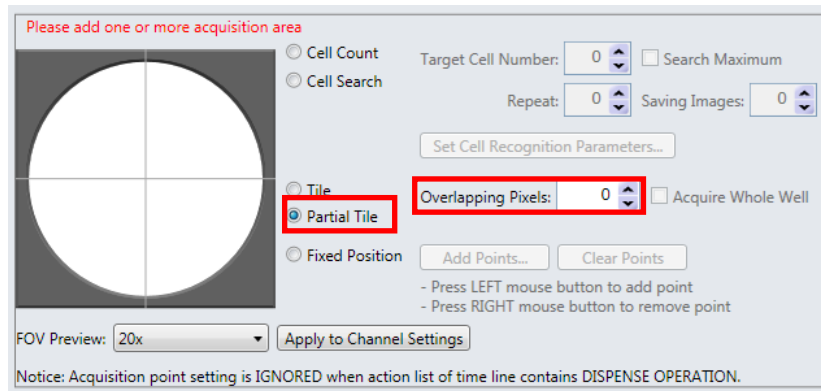 Please add one or more acquisition area
Cell Count
Target Cell Number: 0 Search Maximum
Cell Search
Repeat: 0 Saving Images: 0
Set Cell Recognition Parameters...
Tile
Overlapping Pixels: 0 Acquire Whole Well
Partial Tile
Fixed Position Add Points... Clear Points
- Press LEFT mouse button to add point
- Press RIGHT mouse button to remove point
FOV Preview: 20x Apply to Channel Settings
Notice: Acquisition point setting is IGNORED when action list of time line contains DISPENSE OPERATION.